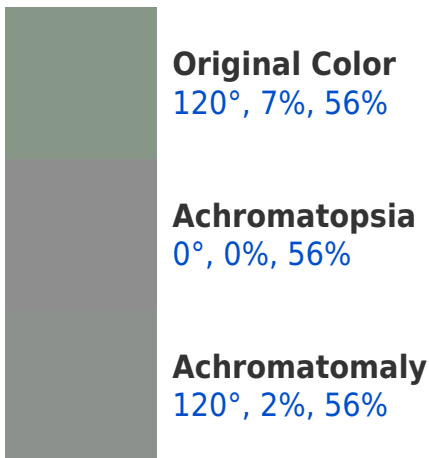 Original Color
120°, 7%, 56%
Achromatopsia
0°, 0%, 56%
Achromatomaly
120°, 2%, 56%